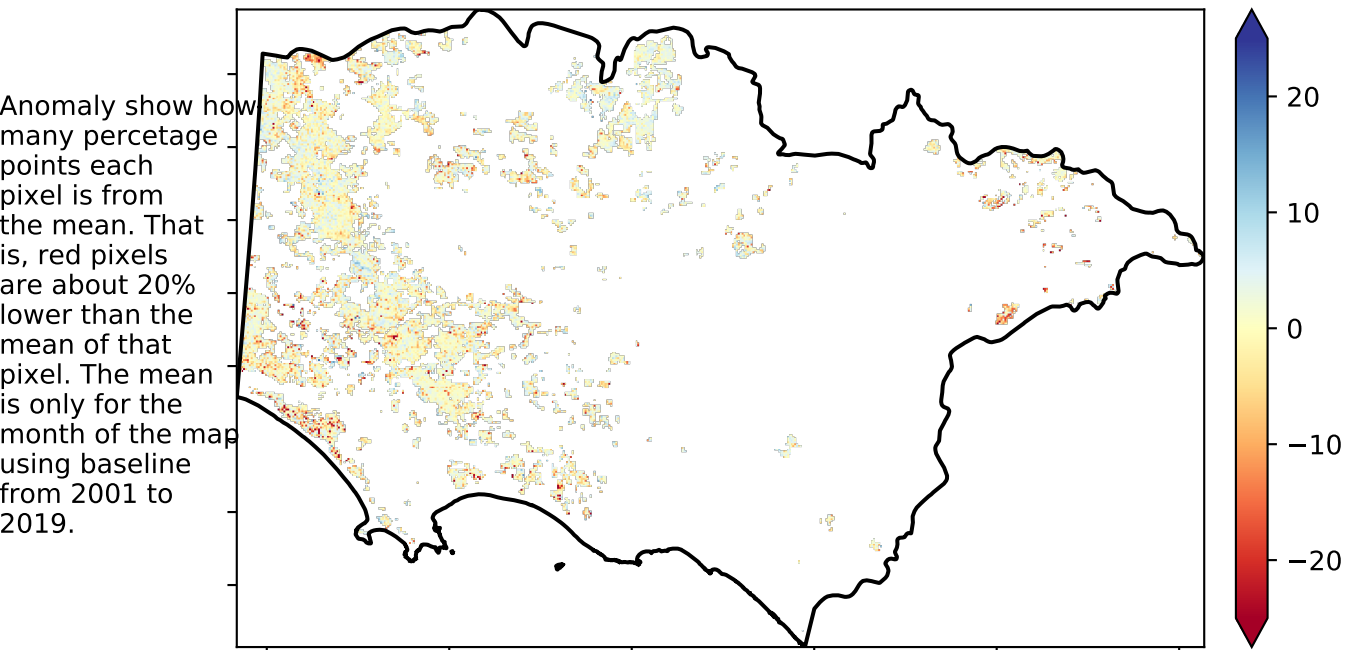 Anomaly show how
many percetage
points each
pixel is from
the mean. That
is, red pixels
are about 20%
lower than the
mean of that
pixel. The mean
is only for the
month of the map
using baseline
from 2001 to
2019.
20
10
0
−10
−20